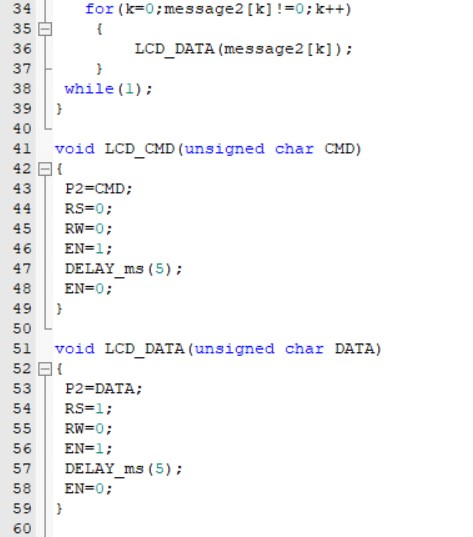 34 for(k=0;message2[k]!=0;k++)
35 {
36 LCD_DATA(message2[k]);
37 }
38 while(1);
39 }
40
41 void LCD_CMD(unsigned char CMD)
42 {
43 P2=CMD;
44 RS=0;
45 RW=0;
46 EN=1;
47 DELAY_ms(5);
48 EN=0;
49 }
50
51 void LCD_DATA(unsigned char DATA)
52 {
53 P2=DATA;
54 RS=1;
55 RW=0;
56 EN=1;
57 DELAY_ms(5);
58 EN=0;
59 }
60